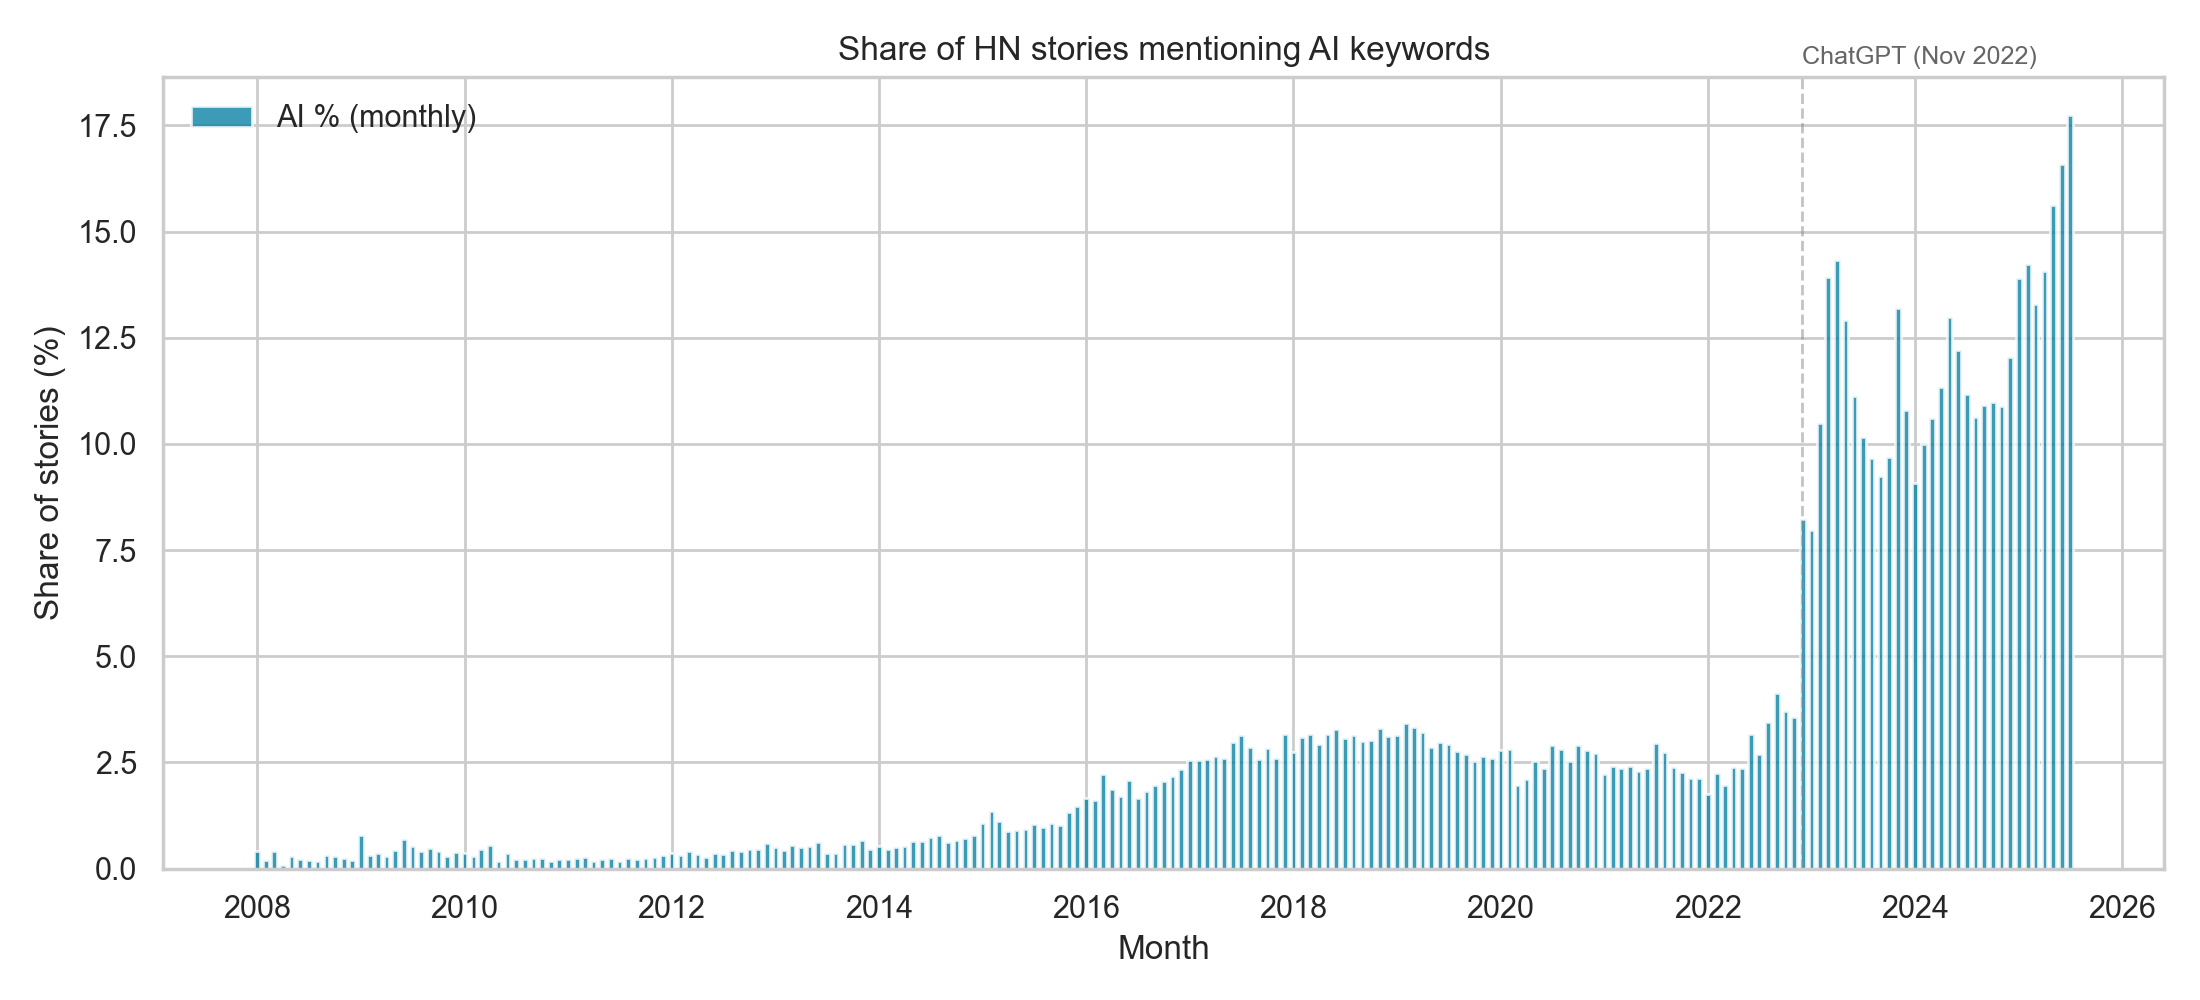 Share of HN stories mentioning AI keywords
ChatGPT (Nov 2022)
AI % (monthly)
Share of stories (%)
17.5
15.0
12.5
10.0
7.5
5.0
2.5
0.0
2008 2010 2012 2014 2016 2018 2020 2022 2024 2026
Month